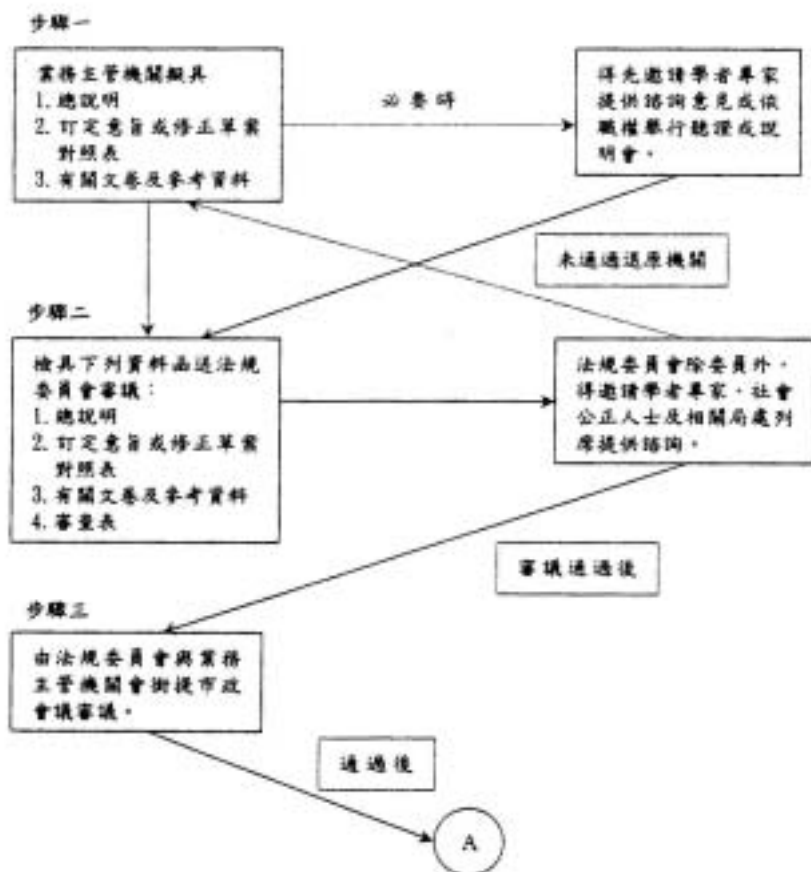 步驟一
業務主管機關擬具
1.總說明
2.訂定意旨或修正草案
對照表
3.有關文卷及參考資料
必要時
得先邀請學者專家
提供諮詢意見或依
職權舉行聽證或說
明會。
未通過退原機關
步驟二
檢具下列資料函送法規
委員會審議：
1.總說明
2.訂定意旨或修正草案
對照表
3.有關文卷及參考資料
4.審查表
法規委員會除委員外，
得邀請學者專家、社會
公正人士及相關局處列
席提供諮詢。
審議通過後
步驟三
由法規委員會與業務
主管機關會銜提市政
會議審議。
通過後
A